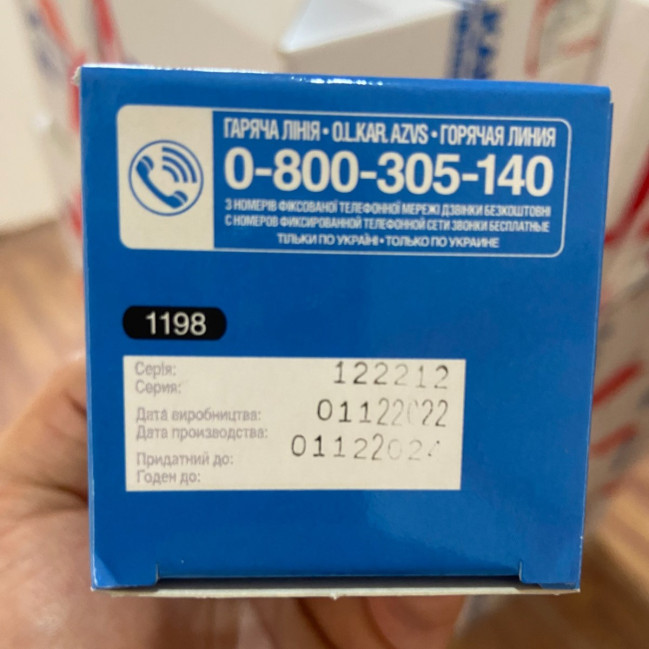 ГАРЯЧА ЛІНІЯ • O.L.KAR. AZVS • ГОРЯЧАЯ ЛИНИЯ
0-800-305-140
З НОМЕРІВ ФІКСОВАНОЇ ТЕЛЕФОННОЇ МЕРЕЖІ ДЗВІНКИ БЕЗКОШТОВНІ
С НОМЕРОВ ФИКСИРОВАННОЙ ТЕЛЕФОННОЙ СЕТИ ЗВОНКИ БЕСПЛАТНЫЕ
ТІЛЬКИ ПО УКРАЇНІ • ТОЛЬКО ПО УКРАИНЕ
1198
Серія: 122212
Серия:
Дата виробництва: 01122022
Дата производства:
Придатний до: 01122024
Годен до: